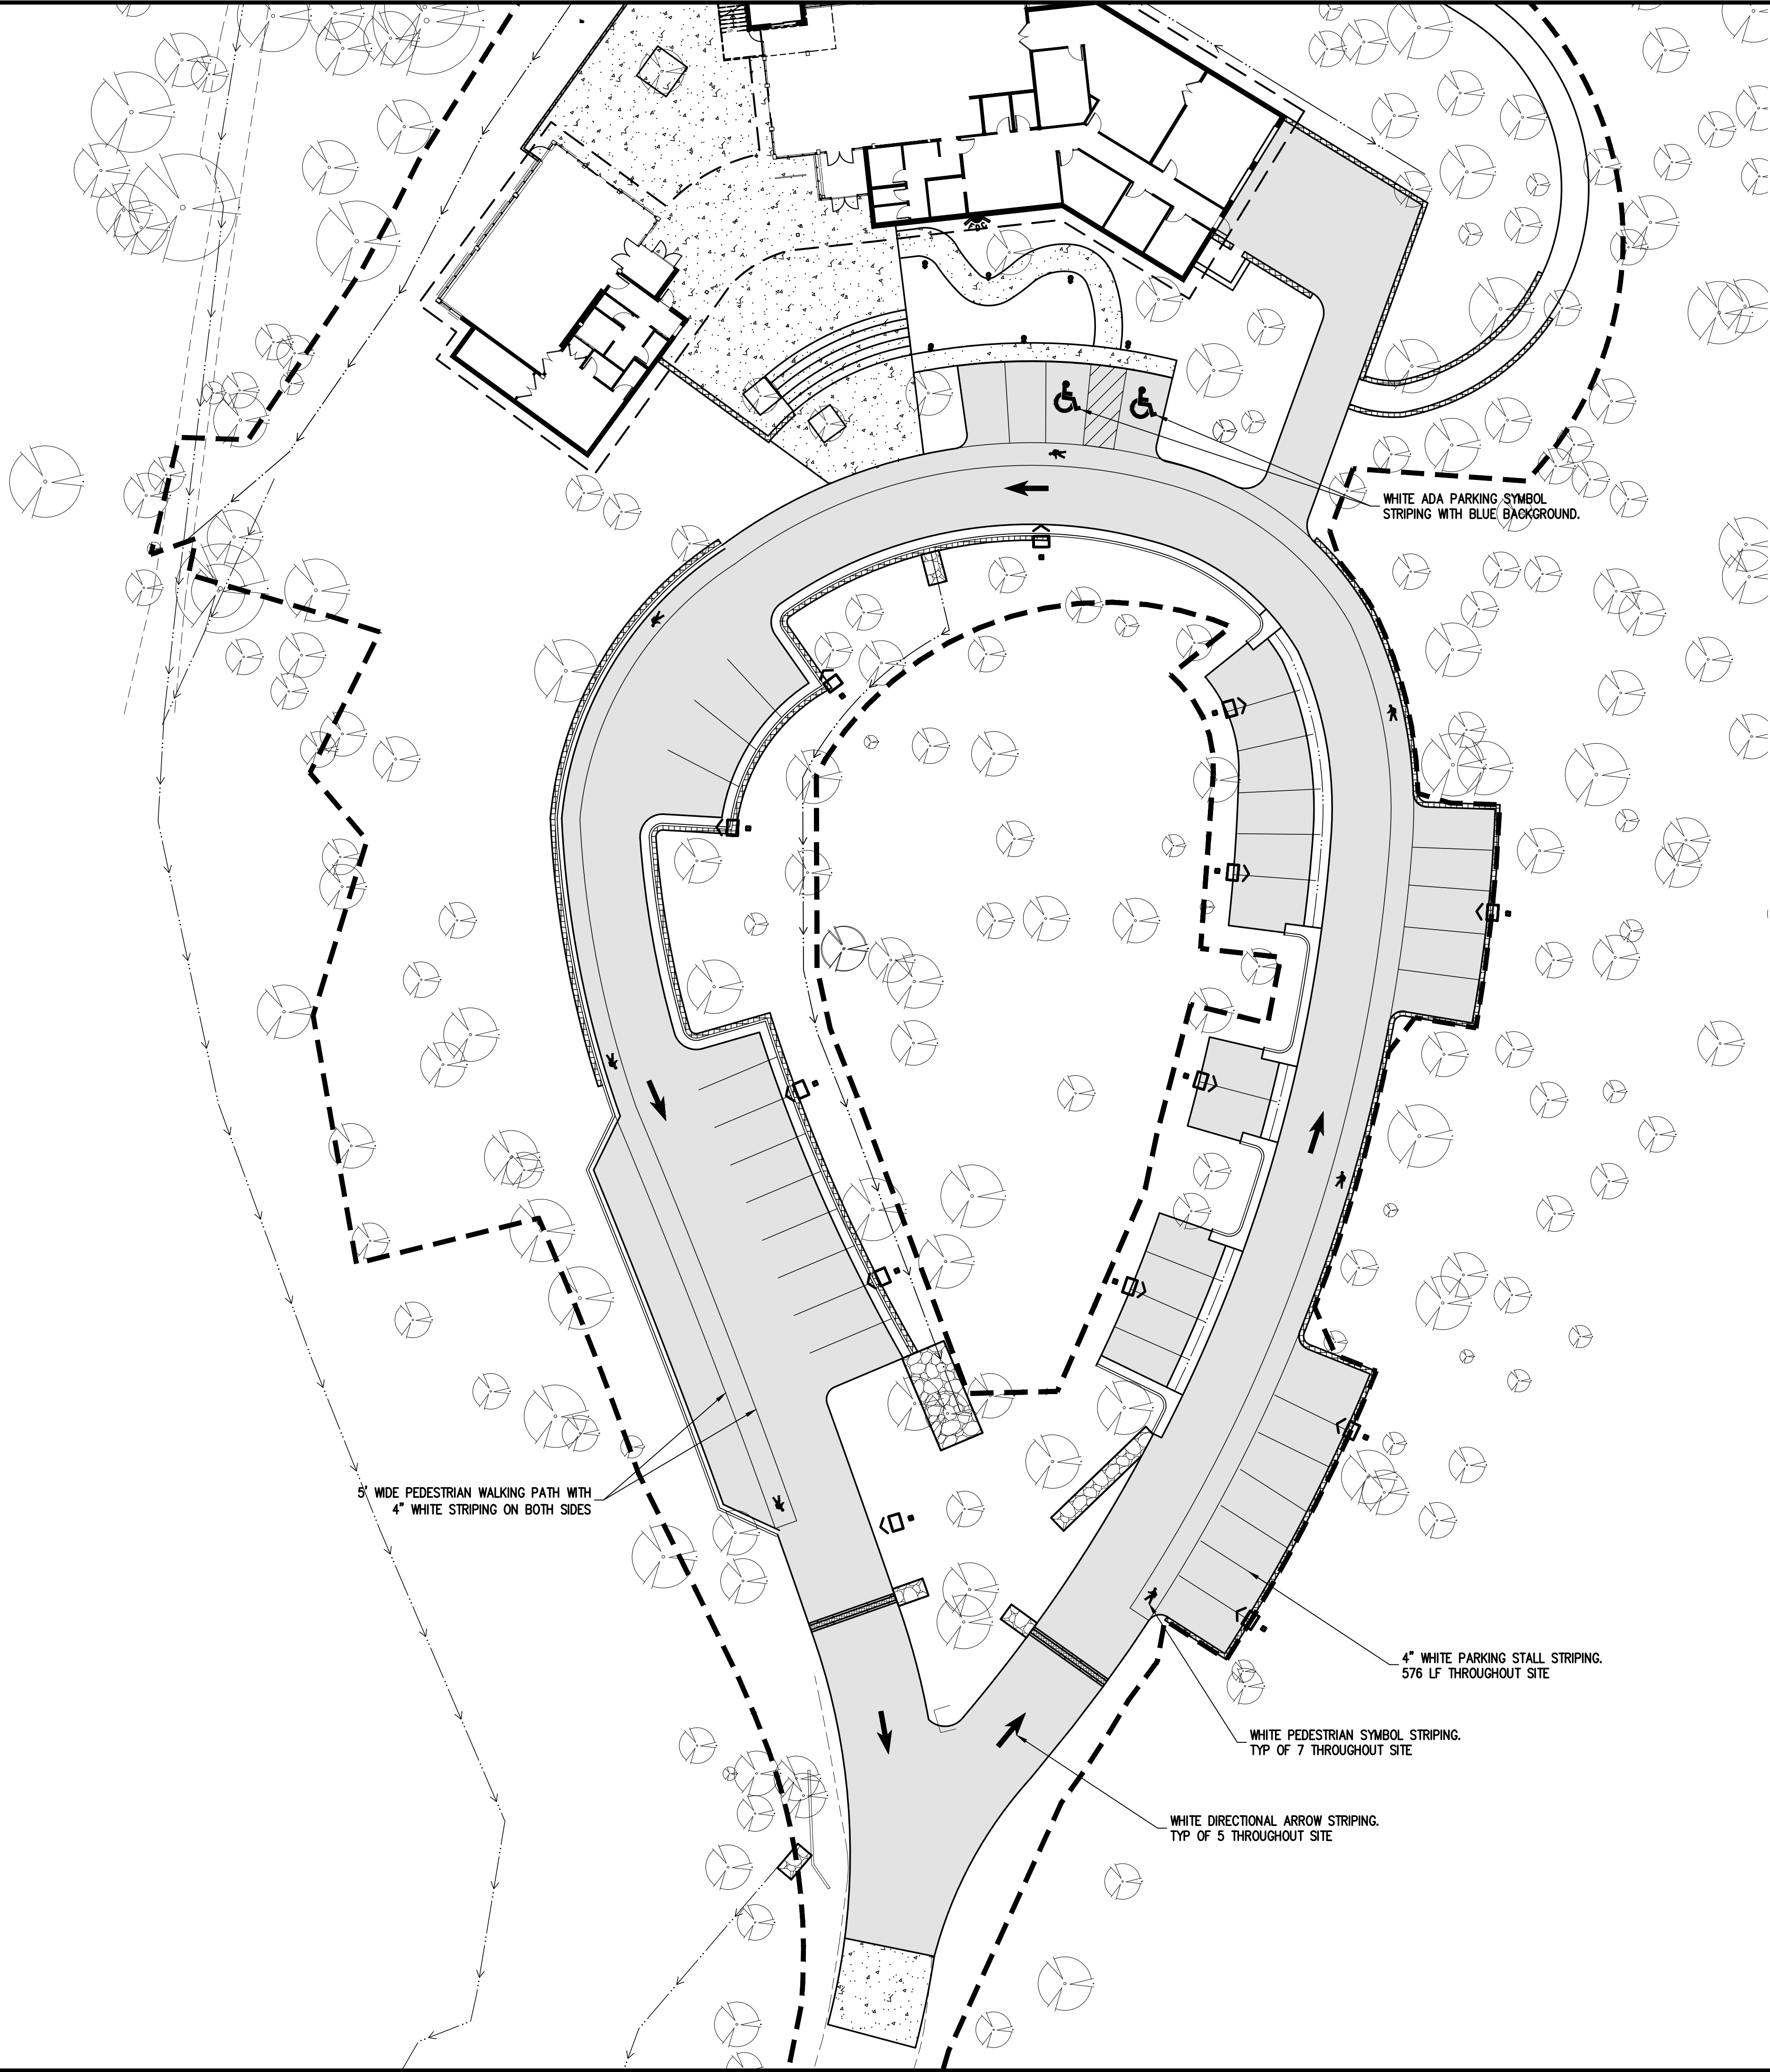 FDC
WHITE ADA PARKING SYMBOL
STRIPING WITH BLUE BACKGROUND.
5' WIDE PEDESTRIAN WALKING PATH WITH
4" WHITE STRIPING ON BOTH SIDES
4" WHITE PARKING STALL STRIPING.
576 LF THROUGHOUT SITE
WHITE PEDESTRIAN SYMBOL STRIPING.
TYP OF 7 THROUGHOUT SITE
WHITE DIRECTIONAL ARROW STRIPING.
TYP OF 5 THROUGHOUT SITE